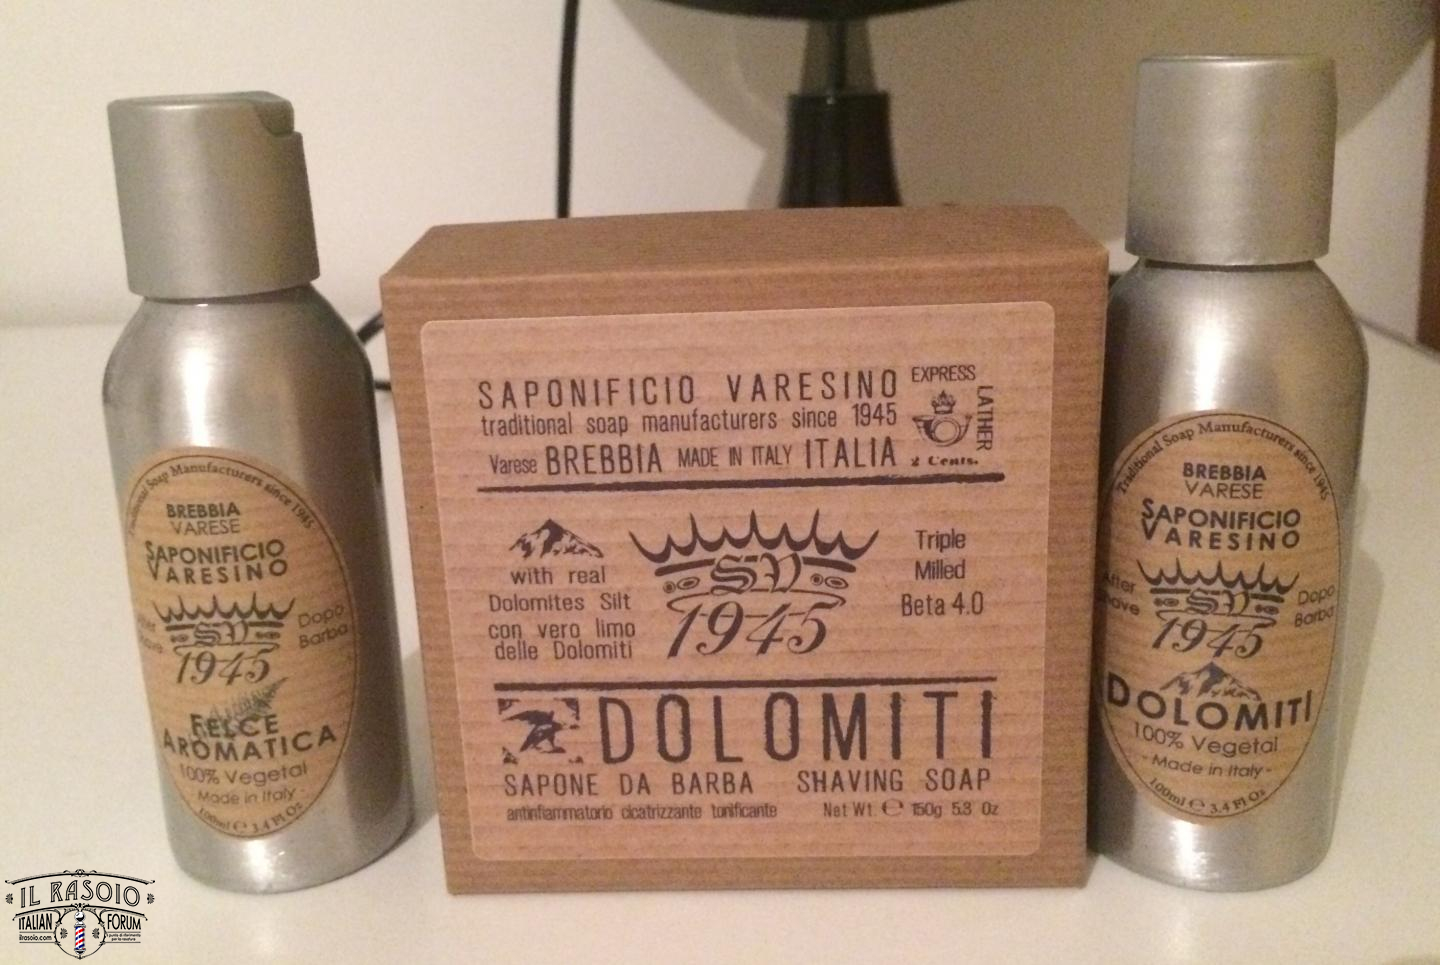 Traditional Soap Manufacturers since 1945
BREBBIA
VARESE
SAPONIFICIO
VARESINO
Dopo
Barba
SV
1945
FELCE
AROMATICA
100% Vegetal
Made in Italy -
100ml ℮ 3.4 Fl Oz
SAPONIFICIO VARESINO
traditional soap manufacturers since 1945
Varese BREBBIA MADE IN ITALY ITALIA
EXPRESS
LATHER
2 Cents.
with real
Dolomites Silt
con vero limo
delle Dolomiti
SV
1945
Triple
Milled
Beta 4.0
DOLOMITI
SAPONE DA BARBA SHAVING SOAP
antinfiammatorio cicatrizzante tonificante Net Wt. ℮ 150g 5.3 Oz
Traditional Soap Manufacturers since 1945
BREBBIA
VARESE
SAPONIFICIO
VARESINO
After
Shave
Dopo
Barba
SV
1945
DOLOMITI
100% Vegetal
- Made in Italy -
100ml ℮ 3.4 Fl Oz
IL RASOIO
ITALIAN FORUM
ilrasoio.com